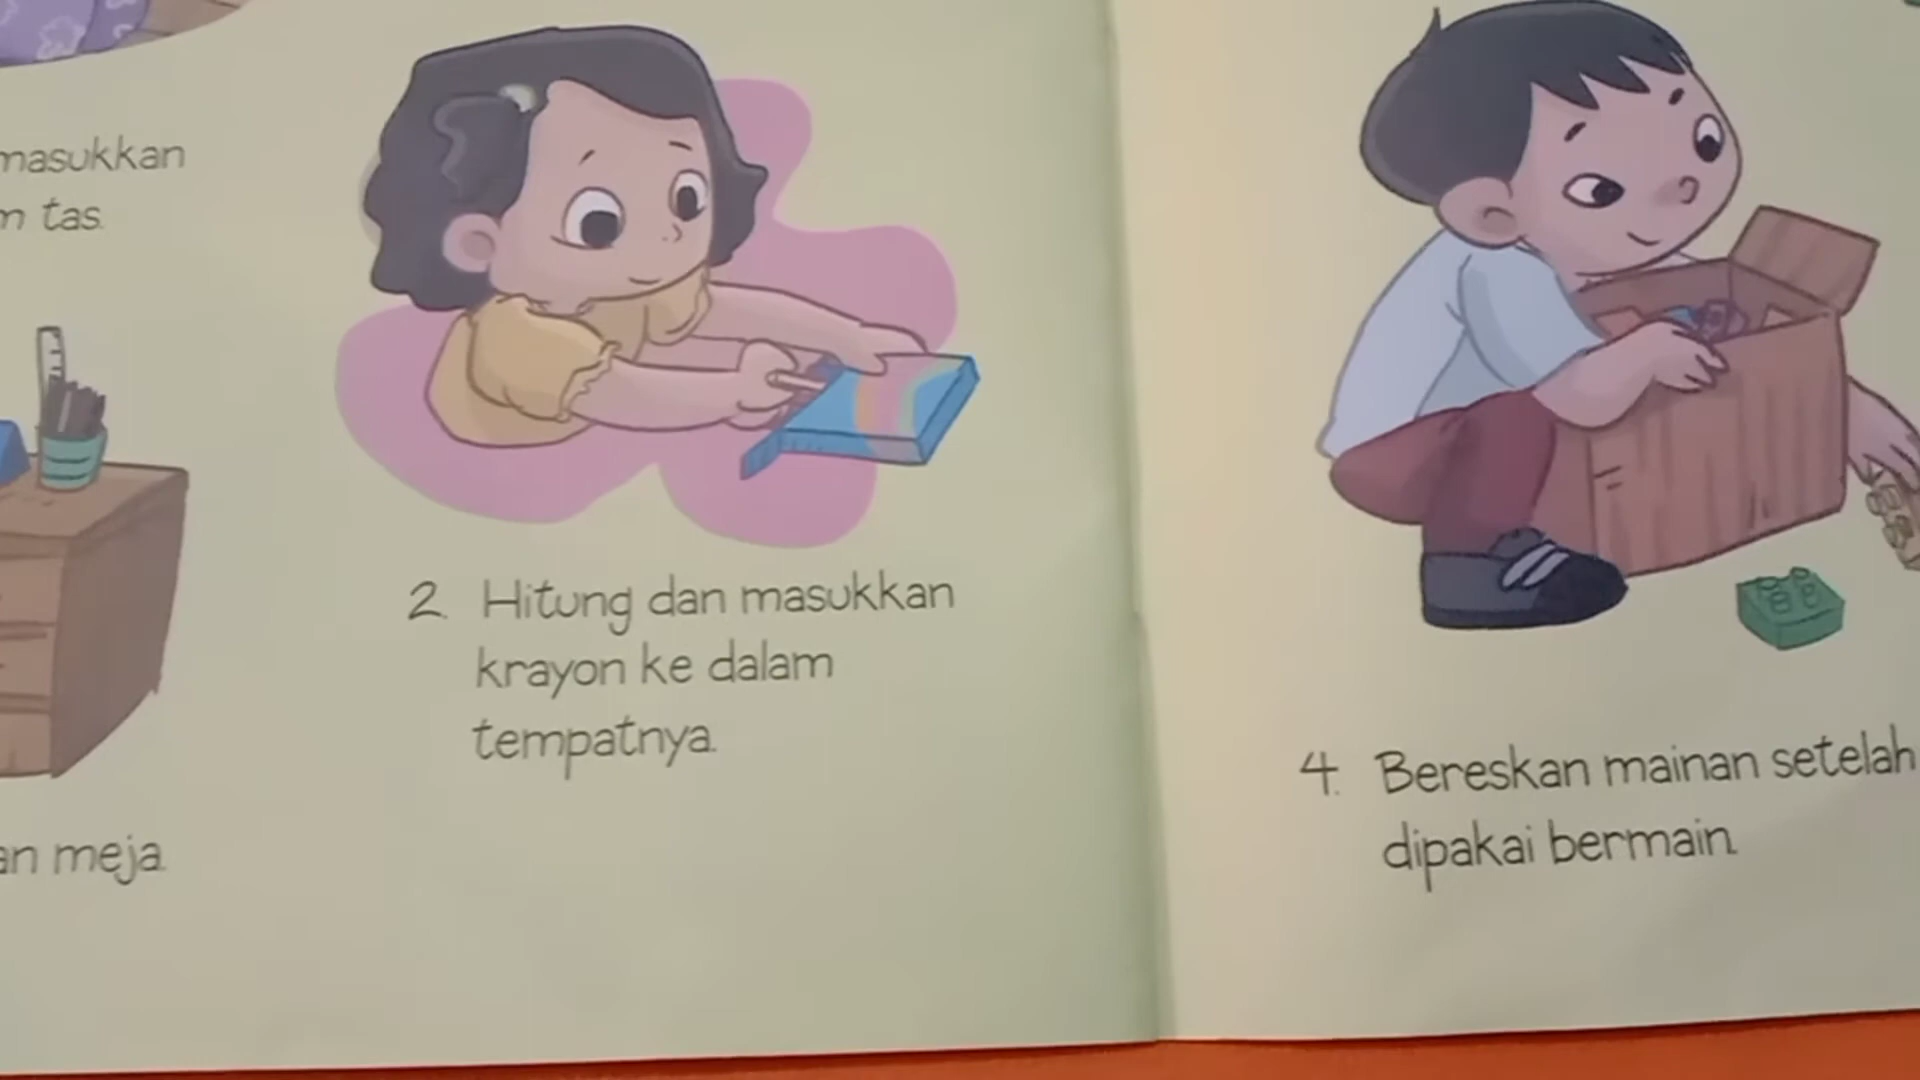 masukkan
m tas.
an meja.
2. Hitung dan masukkan
krayon ke dalam
tempatnya.
4. Bereskan mainan setelah
dipakai bermain.